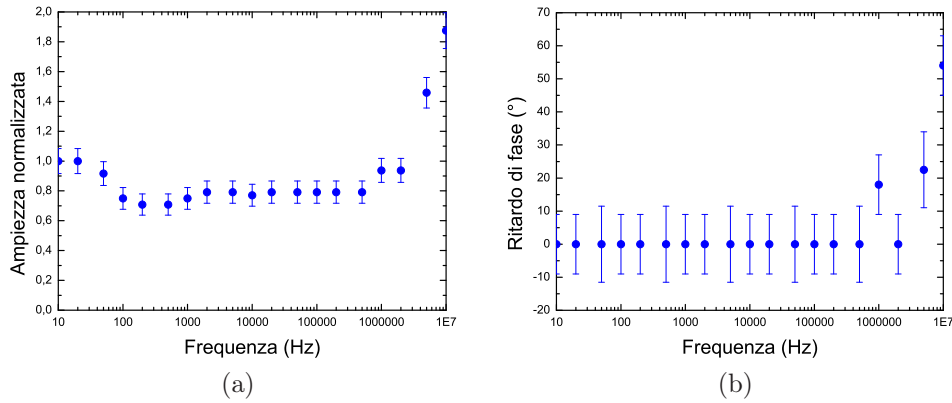 2,0
1,8
1,6
1,4
1,2
1,0
0,8
0,6
0,4
0,2
0,0
Ampiezza normalizzata
10 100 1000 10000 100000 1000000 1E7
Frequenza (Hz)
(a)
70
60
50
40
30
20
10
0
-10
-20
Ritardo di fase (°)
10 100 1000 10000 100000 1000000 1E7
Frequenza (Hz)
(b)